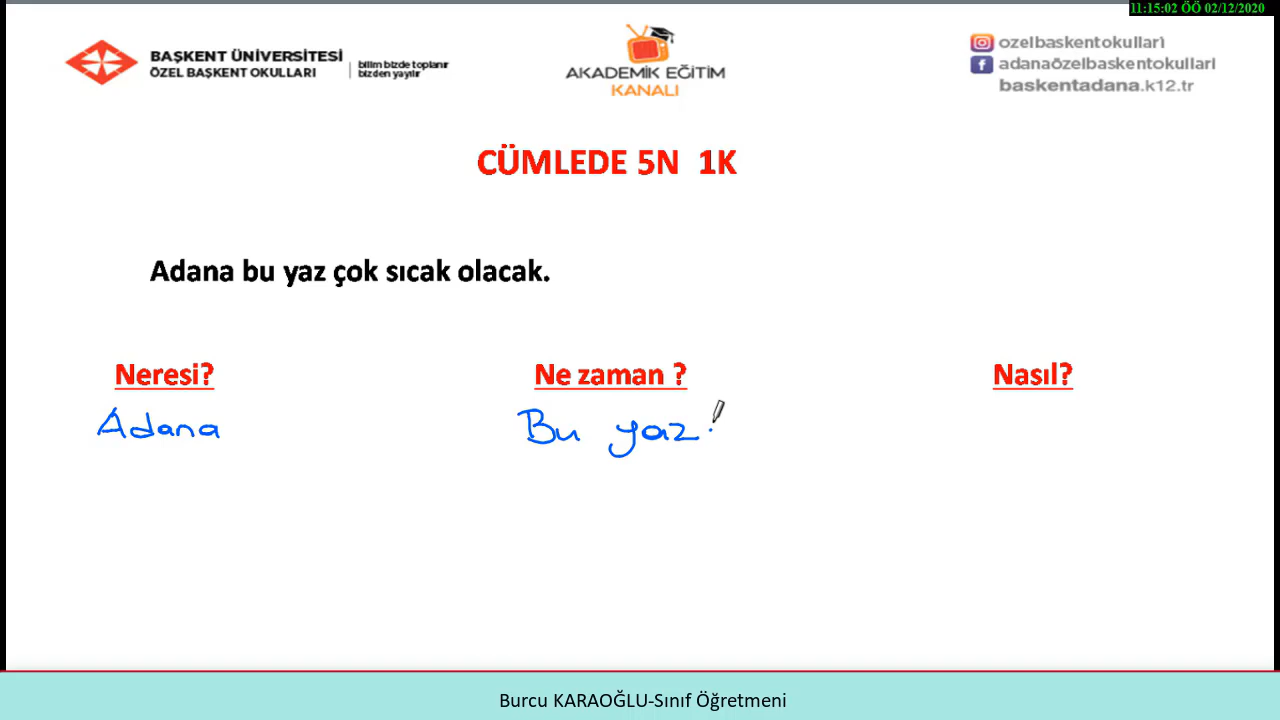 11:15:02 ÖÖ 02/12/2020
BAŞKENT ÜNİVERSİTESİ
ÖZEL BAŞKENT OKULLARI
bilim bizde toplanır
bizden yayılır
AKADEMİK EĞİTİM
KANALI
ozelbaskentokullari
adanaözelbaskentokullari
baskentadana.k12.tr
CÜMLEDE 5N 1K
Adana bu yaz çok sıcak olacak.
Neresi? Ne zaman ? Nasıl?
Adana Bu yaz.
Burcu KARAOĞLU-Sınıf Öğretmeni